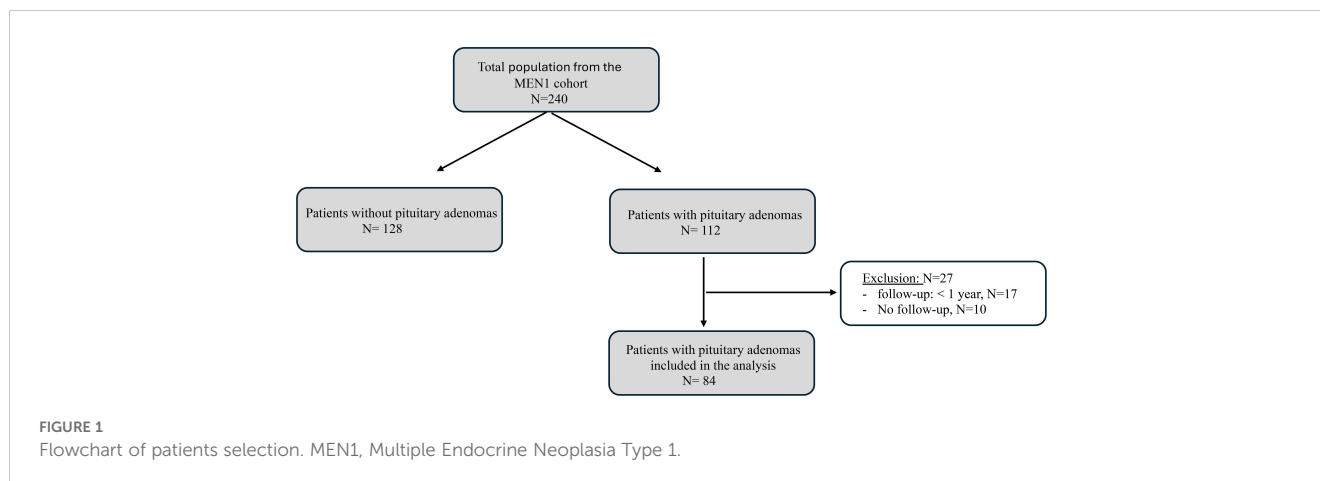 Total population from the
MEN1 cohort
N=240
Patients without pituitary adenomas
N= 128
Patients with pituitary adenomas
N= 112
Exclusion: N=27
- follow-up: < 1 year, N=17
- No follow-up, N=10
Patients with pituitary adenomas
included in the analysis
N= 84
FIGURE 1
Flowchart of patients selection. MEN1, Multiple Endocrine Neoplasia Type 1.